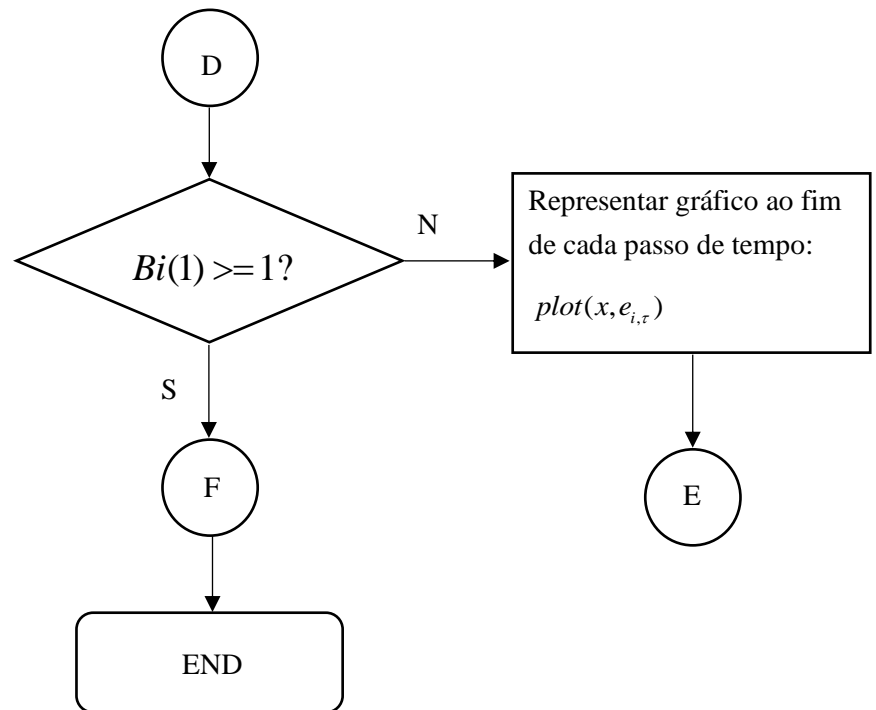 D
Bi(1) >= 1?
N
Representar gráfico ao fim
de cada passo de tempo:
plot(x, e_{i,τ})
S
F
E
END